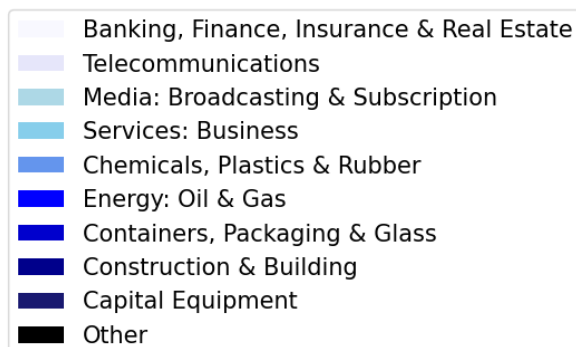 Banking, Finance, Insurance & Real Estate
Telecommunications
Media: Broadcasting & Subscription
Services: Business
Chemicals, Plastics & Rubber
Energy: Oil & Gas
Containers, Packaging & Glass
Construction & Building
Capital Equipment
Other